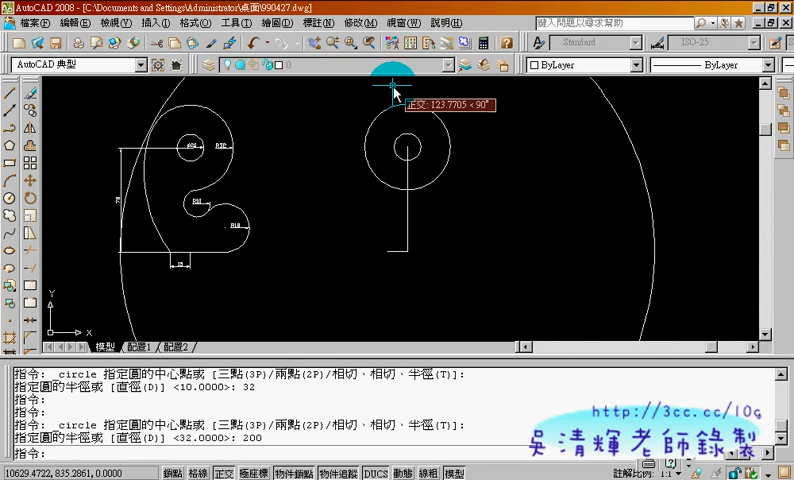 AutoCAD 2008 - [C:\Documents and Settings\Administrator\桌面\990427.dwg]
檔案(F) 編輯(E) 檢視(V) 插入(I) 格式(O) 工具(T) 繪圖(D) 標註(N) 修改(M) 視窗(W) 說明(H) 鍵入問題以尋求幫助
Standard ISO-25
AutoCAD 典型 0 ByLayer ByLayer
正交: 123.7705 < 90°
R32
78
R10
R18
15
Y
X
模型 配置1 配置2
指令: _circle 指定圓的中心點或 [三點(3P)/兩點(2P)/相切、相切、半徑(T)]:
指定圓的半徑或 [直徑(D)] <10.0000>: 32
指令:
指令:
指令: _circle 指定圓的中心點或 [三點(3P)/兩點(2P)/相切、相切、半徑(T)]:
指定圓的半徑或 [直徑(D)] <32.0000>: 200
指令:
http://3cc.cc/10g
吳清輝老師錄製
10629.4722, 835.2861, 0.0000 鎖點 格線 正交 極座標 物件鎖點 物件追蹤 DUCS 動態 線粗 模型 註解比例: 1:1